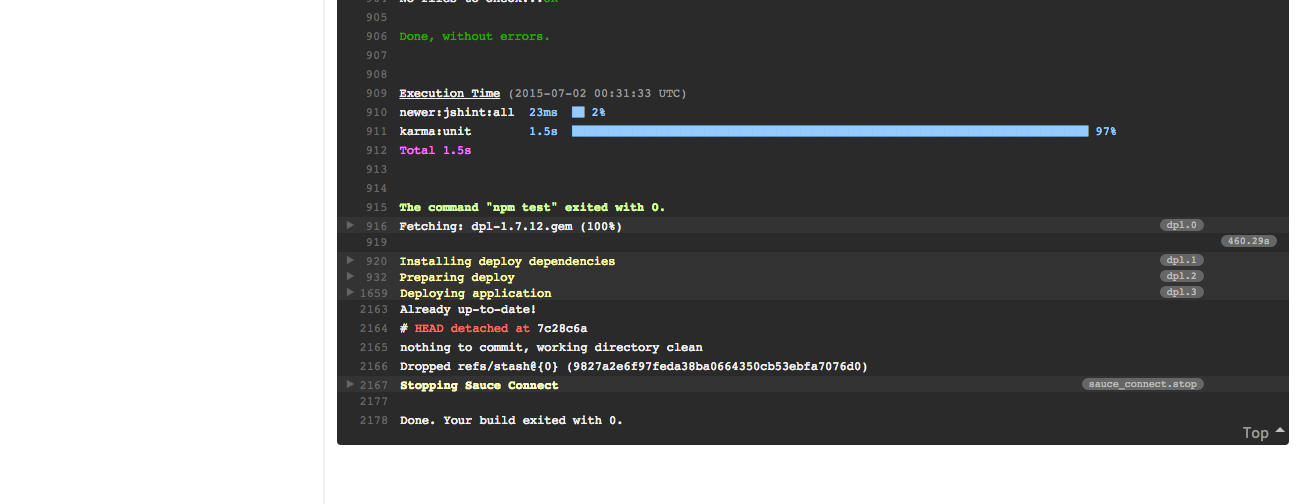 904 No files to check...OK
905
906 Done, without errors.
907
908
909 Execution Time (2015-07-02 00:31:33 UTC)
910 newer:jshint:all 23ms 2%
911 karma:unit 1.5s 97%
912 Total 1.5s
913
914
915 The command "npm test" exited with 0.
916 Fetching: dpl-1.7.12.gem (100%) dpl.0
919 460.29s
920 Installing deploy dependencies dpl.1
932 Preparing deploy dpl.2
1659 Deploying application dpl.3
2163 Already up-to-date!
2164 # HEAD detached at 7c28c6a
2165 nothing to commit, working directory clean
2166 Dropped refs/stash@{0} (9827a2e6f97feda38ba0664350cb53ebfa7076d0)
2167 Stopping Sauce Connect sauce_connect.stop
2177
2178 Done. Your build exited with 0.
Top